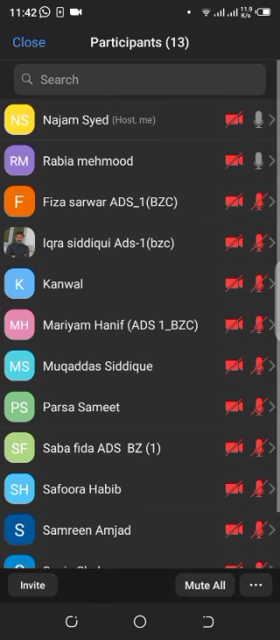 11:42 11.9 K/s
Close Participants (13)
Search
NS Najam Syed (Host, me)
RM Rabia mehmood
F Fiza sarwar ADS_1(BZC)
Iqra siddiqui Ads-1(bzc)
K Kanwal
MH Mariyam Hanif (ADS 1_BZC)
MS Muqaddas Siddique
PS Parsa Sameet
SF Saba fida ADS BZ (1)
SH Safoora Habib
S Samreen Amjad
Invite Mute All ...